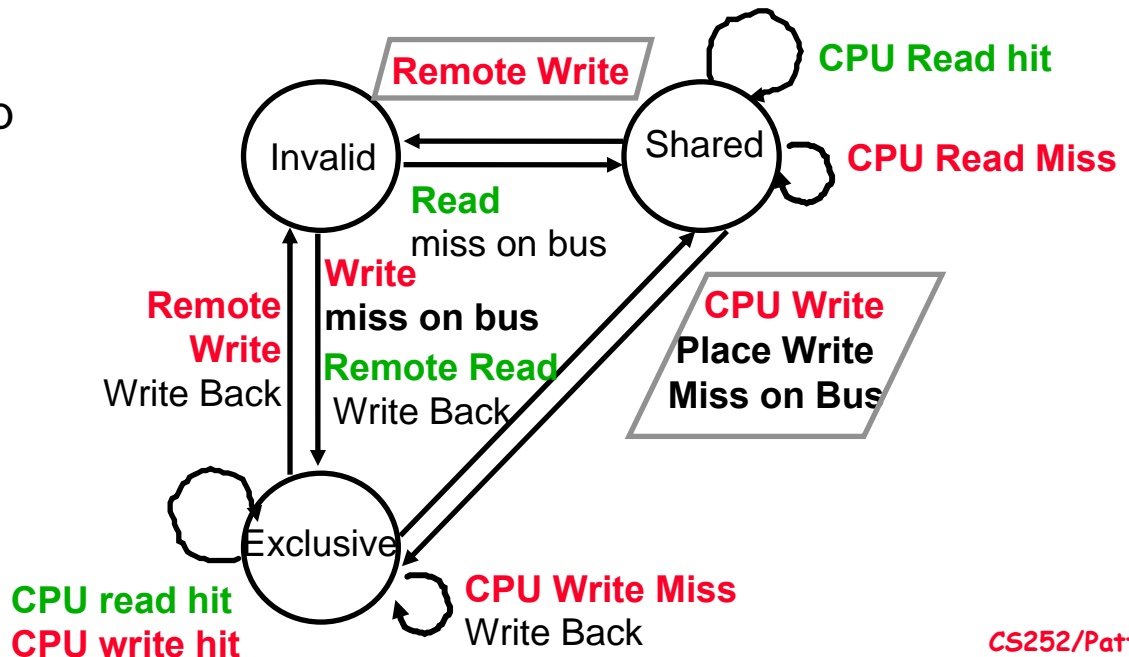 Remote Write
CPU Read hit
Invalid
Shared
CPU Read Miss
Read
miss on bus
Write
miss on bus
Remote
Write
Write Back
Remote Read
Write Back
CPU Write
Place Write
Miss on Bus
Exclusive
CPU read hit
CPU write hit
CPU Write Miss
Write Back